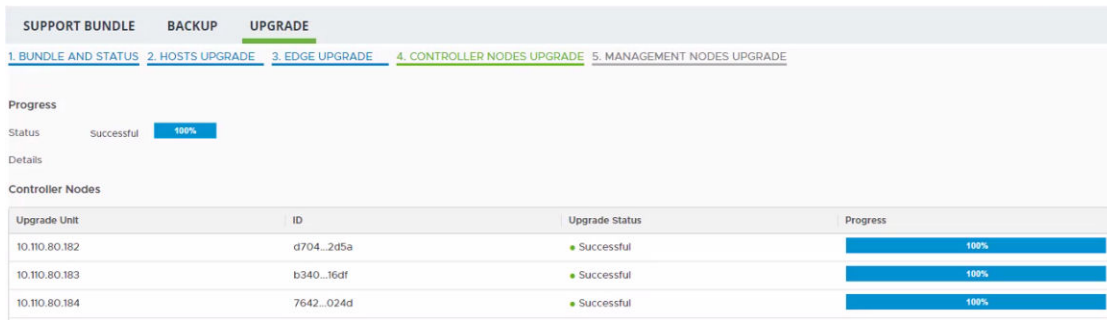 SUPPORT BUNDLE BACKUP UPGRADE
1. BUNDLE AND STATUS 2. HOSTS UPGRADE 3. EDGE UPGRADE 4. CONTROLLER NODES UPGRADE 5. MANAGEMENT NODES UPGRADE
Progress
Status Successful 100%
Details
Controller Nodes
Upgrade Unit ID Upgrade Status Progress
10.110.80.182 d704...2d5a Successful 100%
10.110.80.183 b340...16df Successful 100%
10.110.80.184 7642...024d Successful 100%